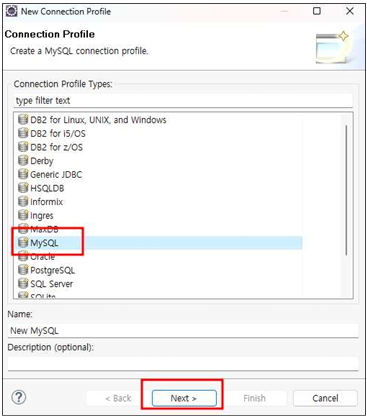 New Connection Profile
Connection Profile
Create a MySQL connection profile.
Connection Profile Types:
type filter text
DB2 for Linux, UNIX, and Windows
DB2 for i5/OS
DB2 for z/OS
Derby
Generic JDBC
HSQLDB
Informix
Ingres
MaxDB
MySQL
Oracle
PostgreSQL
SQL Server
SQLite
Name:
New MySQL
Description (optional):
? < Back Next > Finish Cancel